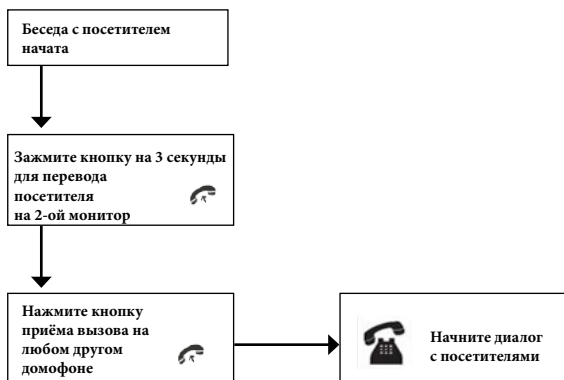 Беседа с посетителем
начата
Зажмите кнопку на 3 секунды
для перевода
посетителя
на 2-ой монитор
Нажмите кнопку
приёма вызова на
любом другом
домофоне
Начните диалог
с посетителями